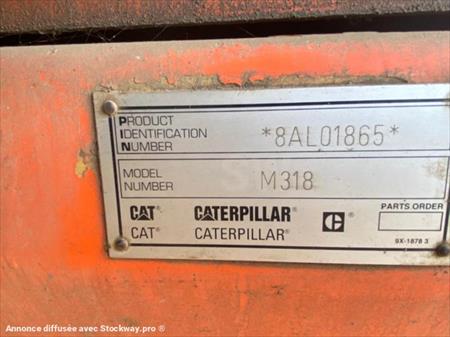 PRODUCT
IDENTIFICATION
NUMBER
*8AL01865*
MODEL
NUMBER
M318
CAT® CATERPILLAR® C®
CAT® CATERPILLAR®
PARTS ORDER
9X-1878 3
Annonce diffusée avec Stockway.pro ®